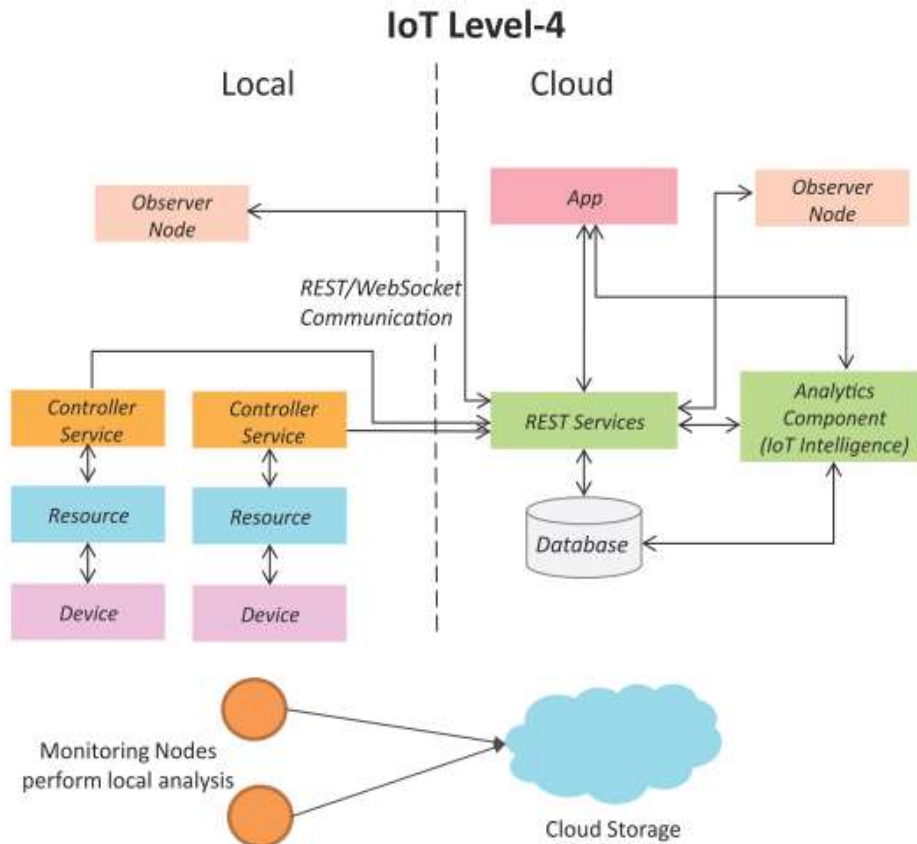 IoT Level-4
Local
Cloud
Observer
Node
App
Observer
Node
REST/WebSocket
Communication
Controller
Service
Controller
Service
REST Services
Analytics
Component
(IoT Intelligence)
Resource
Resource
Database
Device
Device
Monitoring Nodes
perform local analysis
Cloud Storage